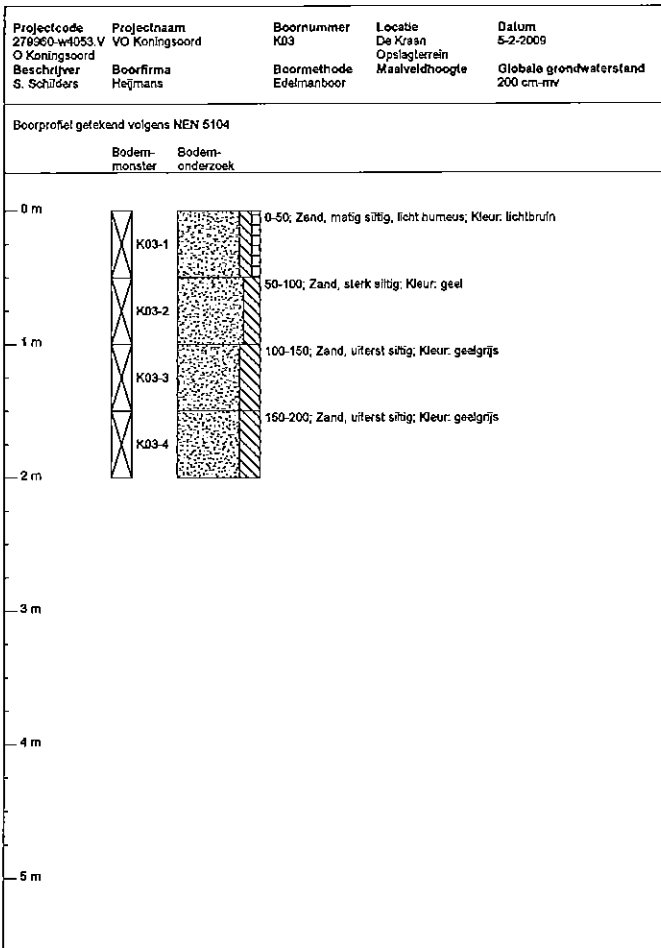 Projectcode Projectnaam Boornummer Locatie Datum
279960-w4053.V VO Koningsoord K03 De Kraan 5-2-2009
O Koningsoord Opslagterrein
Beschrijver Boorfirma Boormethode Maaiveldhoogte Globale grondwaterstand
S. Schilders Heijmans Edelmanboor 200 cm-mv
Boorprofiel getekend volgens NEN 5104
Bodem- Bodem-
monster onderzoek
0 m
K03-1
0-50; Zand, matig siltig, licht humeus; Kleur: lichtbruin
K03-2
50-100; Zand, sterk siltig; Kleur: geel
1 m
K03-3
100-150; Zand, uiterst siltig; Kleur: geelgrijs
K03-4
150-200; Zand, uiterst siltig; Kleur: geelgrijs
2 m
3 m
4 m
5 m